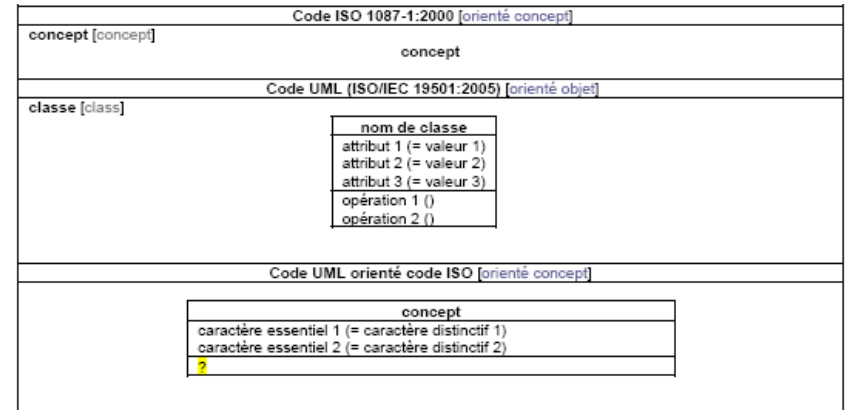 Code ISO 1087-1:2000 [orienté concept]
concept [concept]
concept
Code UML (ISO/IEC 19501:2005) [orienté objet]
classe [class]
nom de classe
attribut 1 (= valeur 1)
attribut 2 (= valeur 2)
attribut 3 (= valeur 3)
opération 1 ()
opération 2 ()
Code UML orienté code ISO [orienté concept]
concept
caractère essentiel 1 (= caractère distinctif 1)
caractère essentiel 2 (= caractère distinctif 2)
?